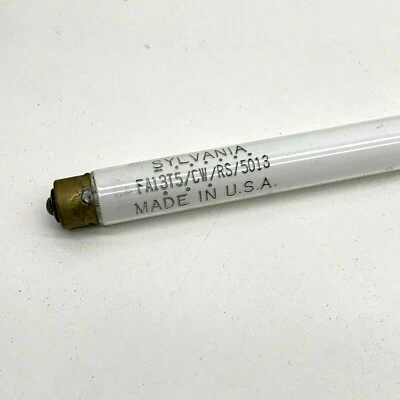 SYLVANIA
FA13T5/CW/RS/5013
MADE IN U.S.A.